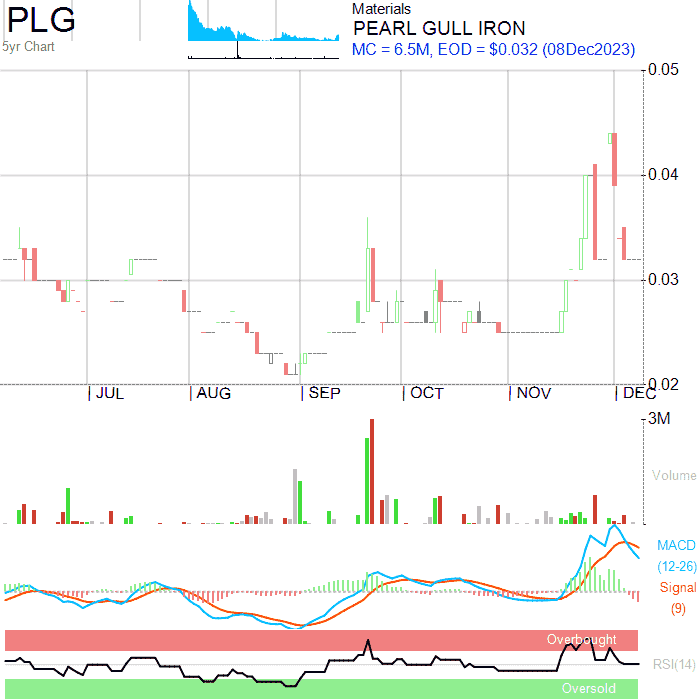 PLG
5yr Chart
Materials
PEARL GULL IRON
MC = 6.5M, EOD = $0.032 (08Dec2023)
0.05
0.04
0.03
0.02
JUL AUG SEP OCT NOV DEC
3M
Volume
MACD
(12-26)
Signal
(9)
Overbought
RSI(14)
Oversold